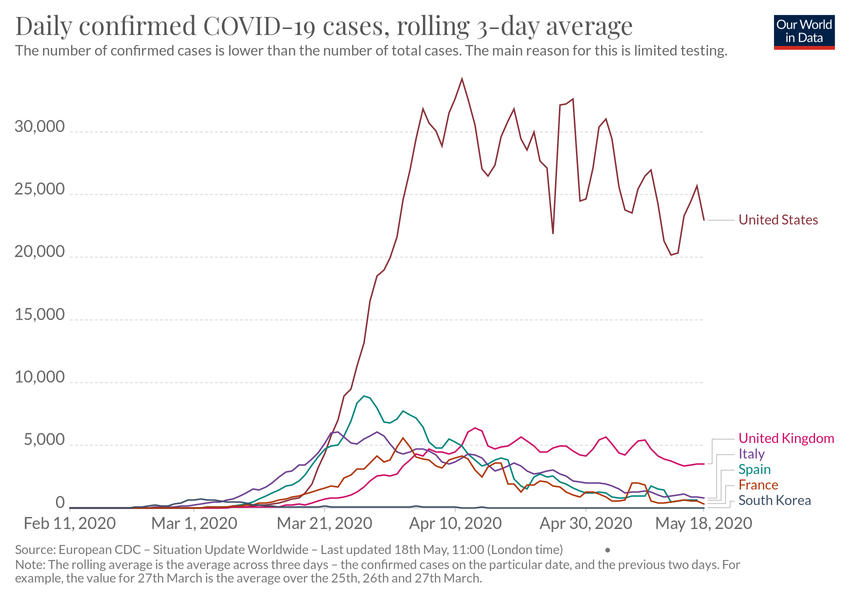 Daily confirmed COVID-19 cases, rolling 3-day average
Our World
in Data
The number of confirmed cases is lower than the number of total cases. The main reason for this is limited testing.
30,000
25,000
United States
20,000
15,000
10,000
5,000
United Kingdom
Italy
Spain
France
South Korea
0
Feb 11, 2020
Mar 1, 2020
Mar 21, 2020
Apr 10, 2020
Apr 30, 2020
May 18, 2020
Source: European CDC – Situation Update Worldwide – Last updated 18th May, 11:00 (London time)
Note: The rolling average is the average across three days – the confirmed cases on the particular date, and the previous two days. For
example, the value for 27th March is the average over the 25th, 26th and 27th March.